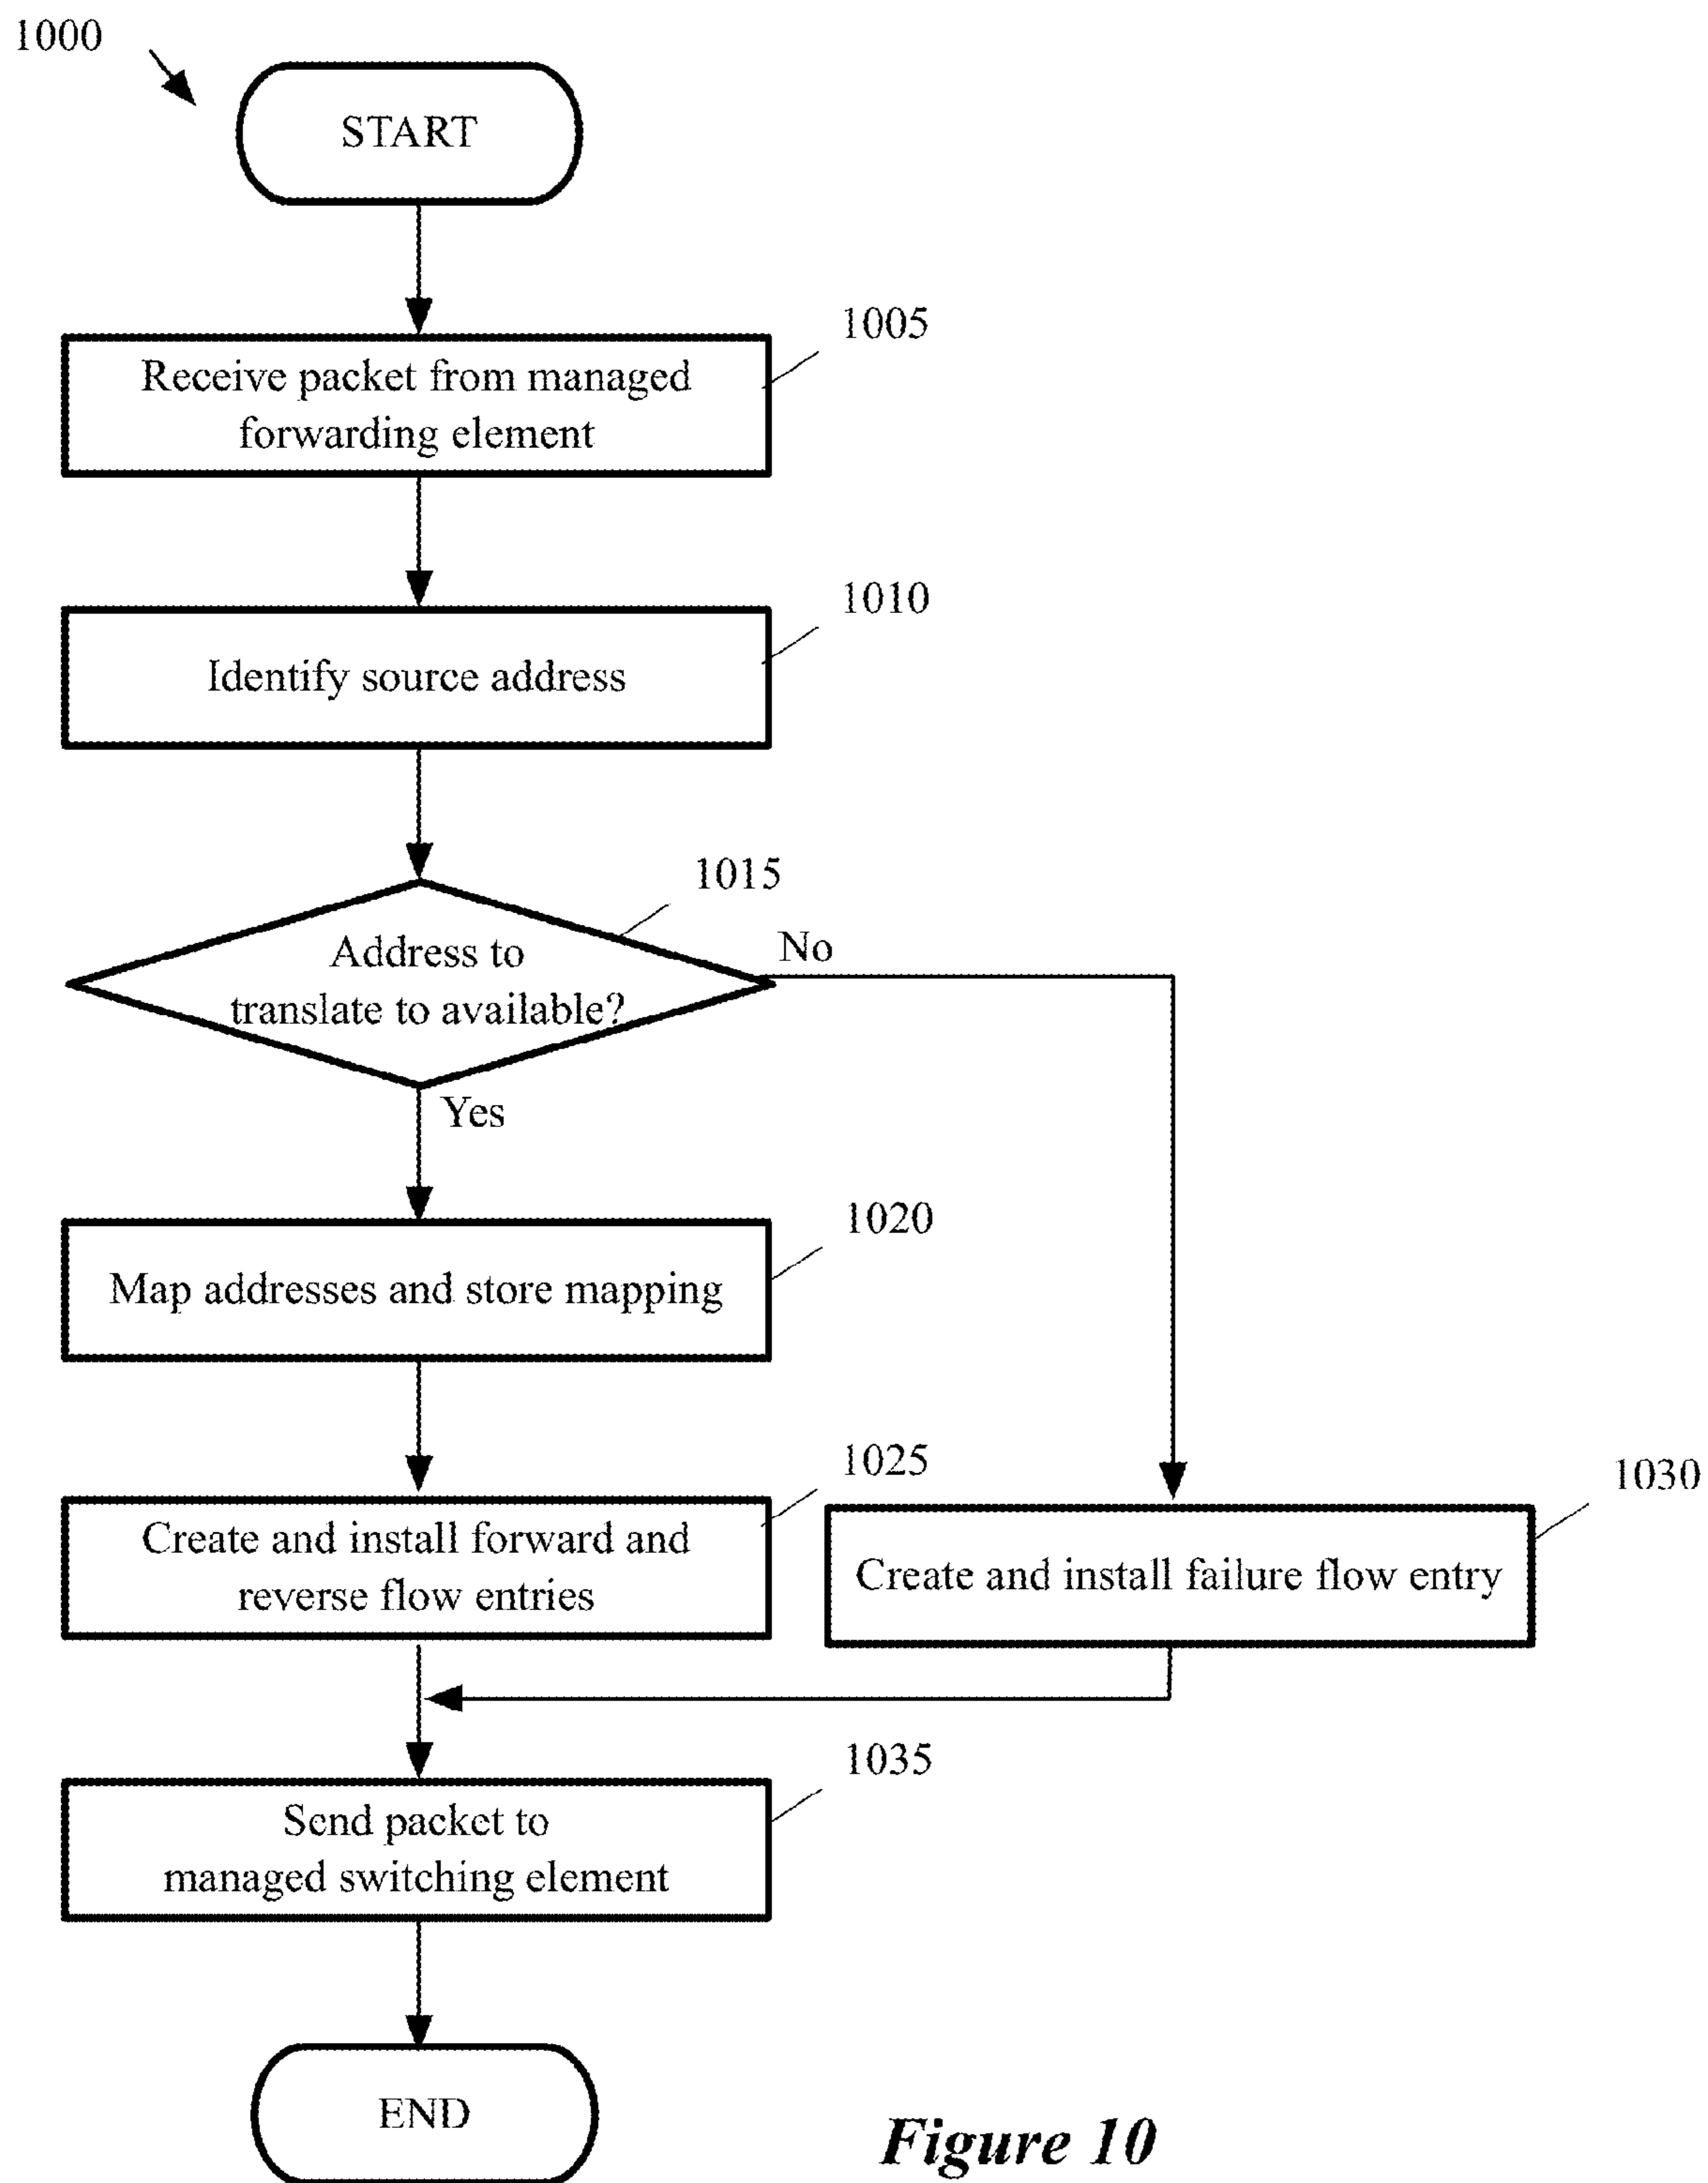 1000
START
1005
Receive packet from managed
forwarding element
1010
Identify source address
1015
Address to
translate to available?
No
Yes
1020
Map addresses and store mapping
1025
Create and install forward and
reverse flow entries
1030
Create and install failure flow entry
1035
Send packet to
managed switching element
END
Figure 10